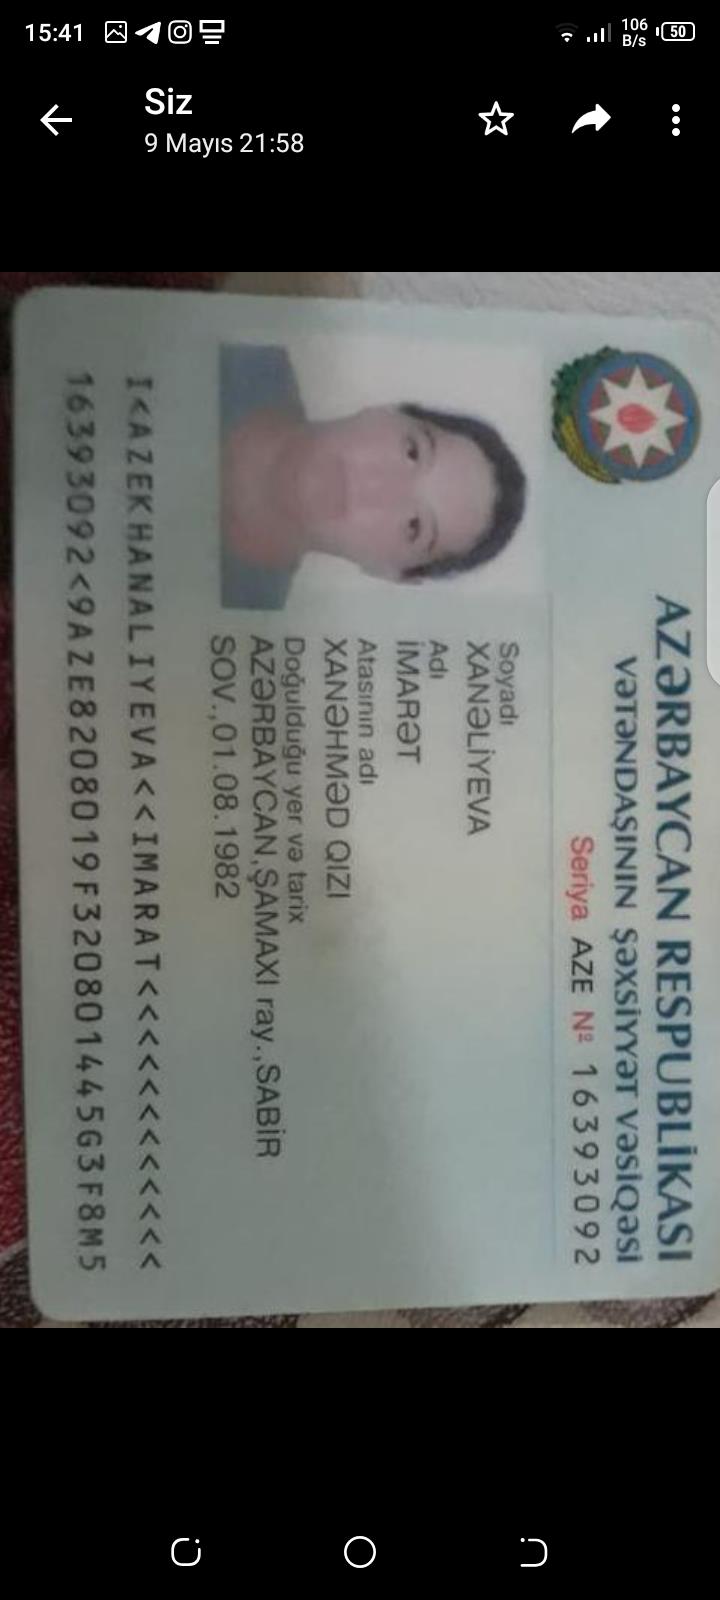 15:41
106
B/s
50
Siz
9 Mayıs 21:58
AZƏRBAYCAN RESPUBLİKASI
VƏTƏNDAŞININ ŞƏXSİYYƏT VƏSİQƏSİ
Seriya AZE № 16393092
Soyadı
XANƏLİYEVA
Adı
İMARƏT
Atasının adı
XANƏHMƏD QIZI
Doğulduğu yer və tarix
AZƏRBAYCAN,ŞAMAXI ray.,SABİR
SOV.,01.08.1982
I<AZEKHANALIYEVA<<IMARAT<<<<<<<<<<<<
16393092<9AZE8208019F320801445G3F8M5